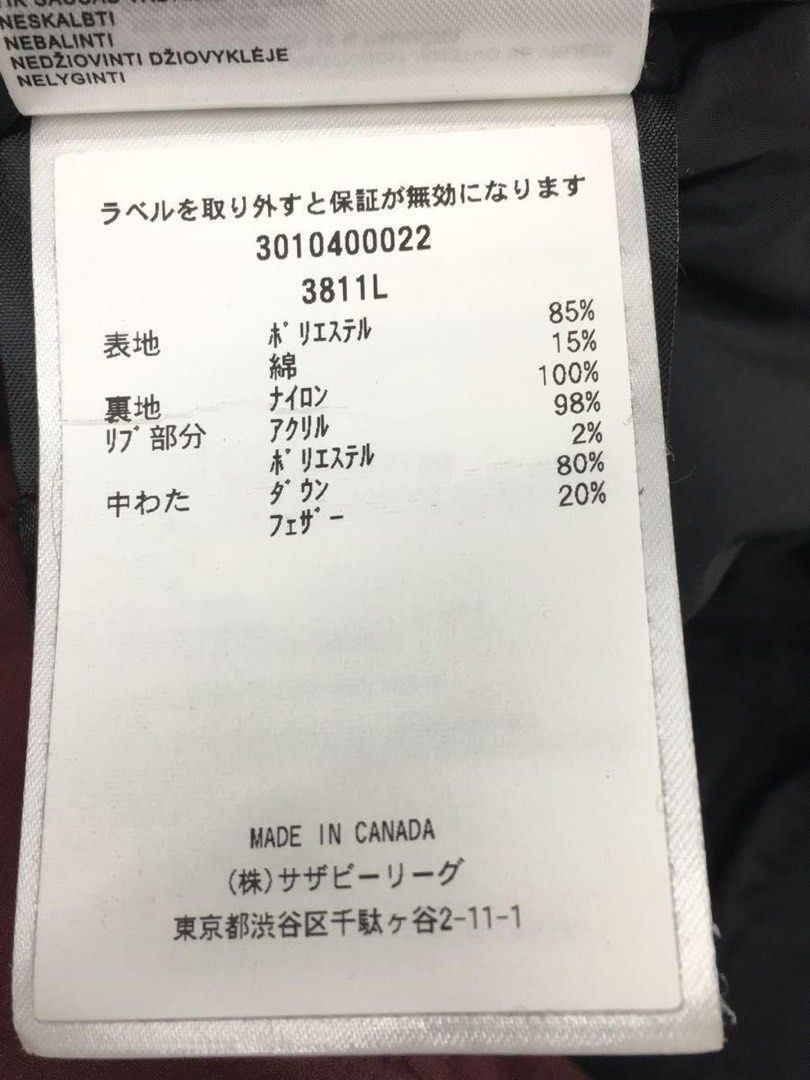 NESKALBTI
NEBALINTI
NEDŽIOVINTI DŽIOVYKLĖJE
NELYGINTI
ラベルを取り外すと保証が無効になります
3010400022
3811L
表地 ﾎﾟﾘｴｽﾃﾙ 85%
綿 15%
裏地 ﾅｲﾛﾝ 100%
ﾘﾌﾞ部分 ｱｸﾘﾙ 98%
ﾎﾟﾘｴｽﾃﾙ 2%
中わた ﾀﾞｳﾝ 80%
ﾌｪｻﾞｰ 20%
MADE IN CANADA
(株)サザビーリーグ
東京都渋谷区千駄ヶ谷2-11-1